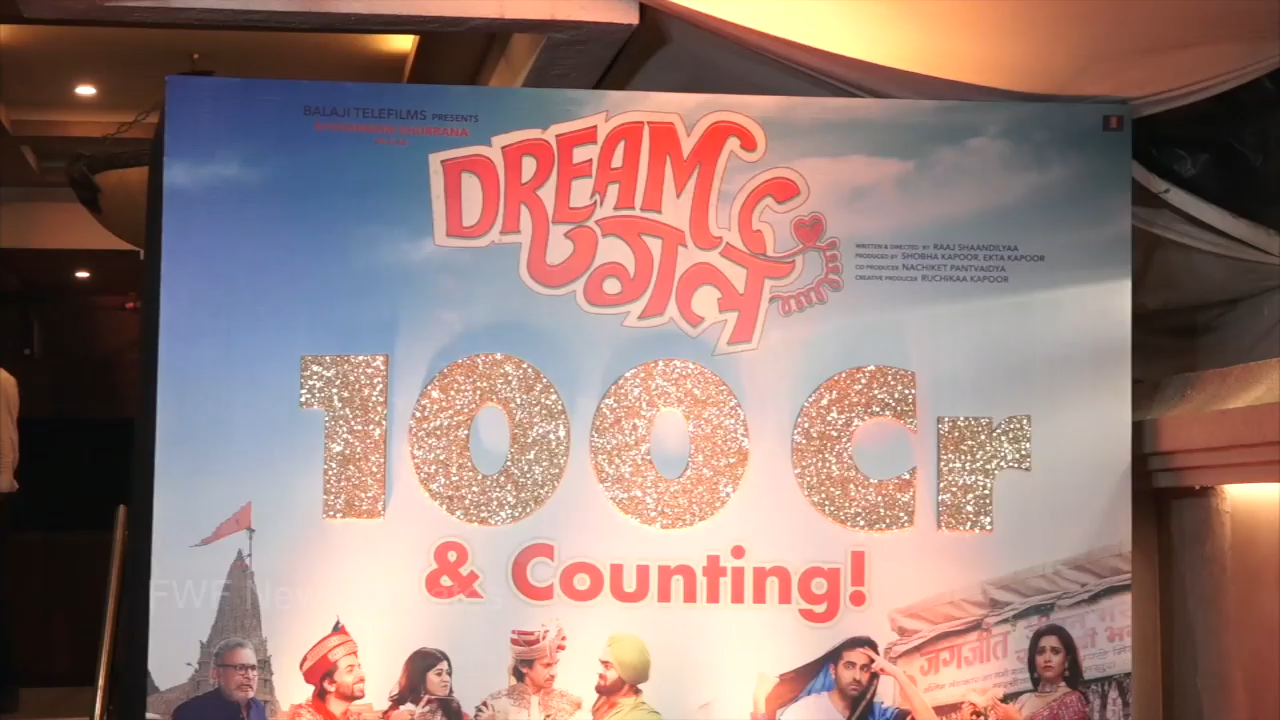 BALAJI TELEFILMS PRESENTS
AYUSHMANN KHURRANA
DREAM
गर्ल
WRITTEN & DIRECTED BY RAAJ SHAANDILYAA
PRODUCED BY SHOBHA KAPOOR, EKTA KAPOOR
CO PRODUCER NACHIKET PANTVAIDYA
CREATIVE PRODUCER RUCHIKAA KAPOOR
100 Cr
& Counting!
FWF New
जगजीत